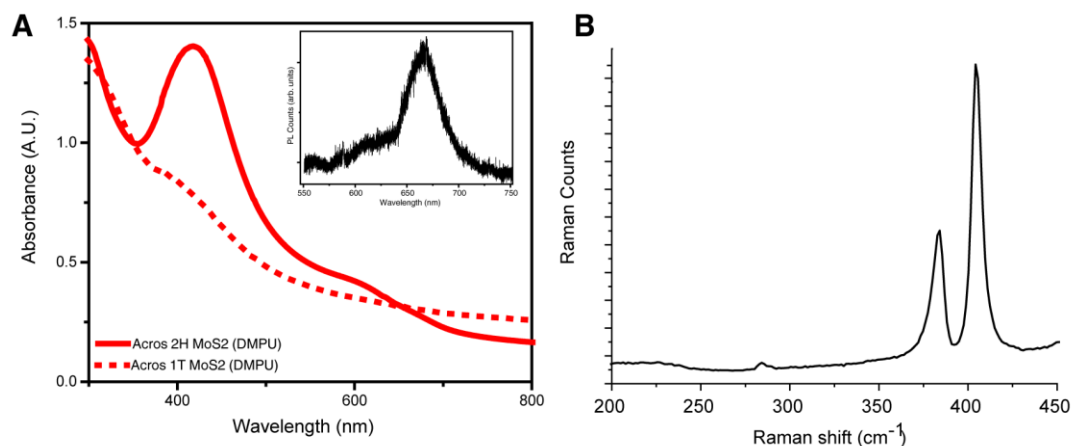 A
B
1.5
1.0
0.5
0.0
Absorbance (A.U.)
400
600
800
Wavelength (nm)
Acros 2H MoS2 (DMPU)
Acros 1T MoS2 (DMPU)
PL Counts (arb. units)
550
600
650
700
750
Wavelength (nm)
Raman Counts
200
250
300
350
400
450
Raman shift (cm-1)